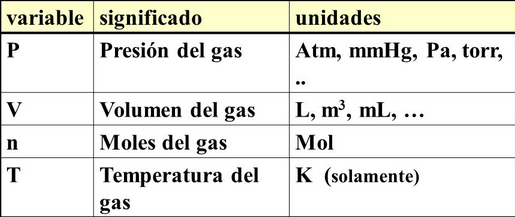 variable significado unidades
P Presión del gas Atm, mmHg, Pa, torr,
..
V Volumen del gas L, m³, mL, …
n Moles del gas Mol
T Temperatura del K (solamente)
gas